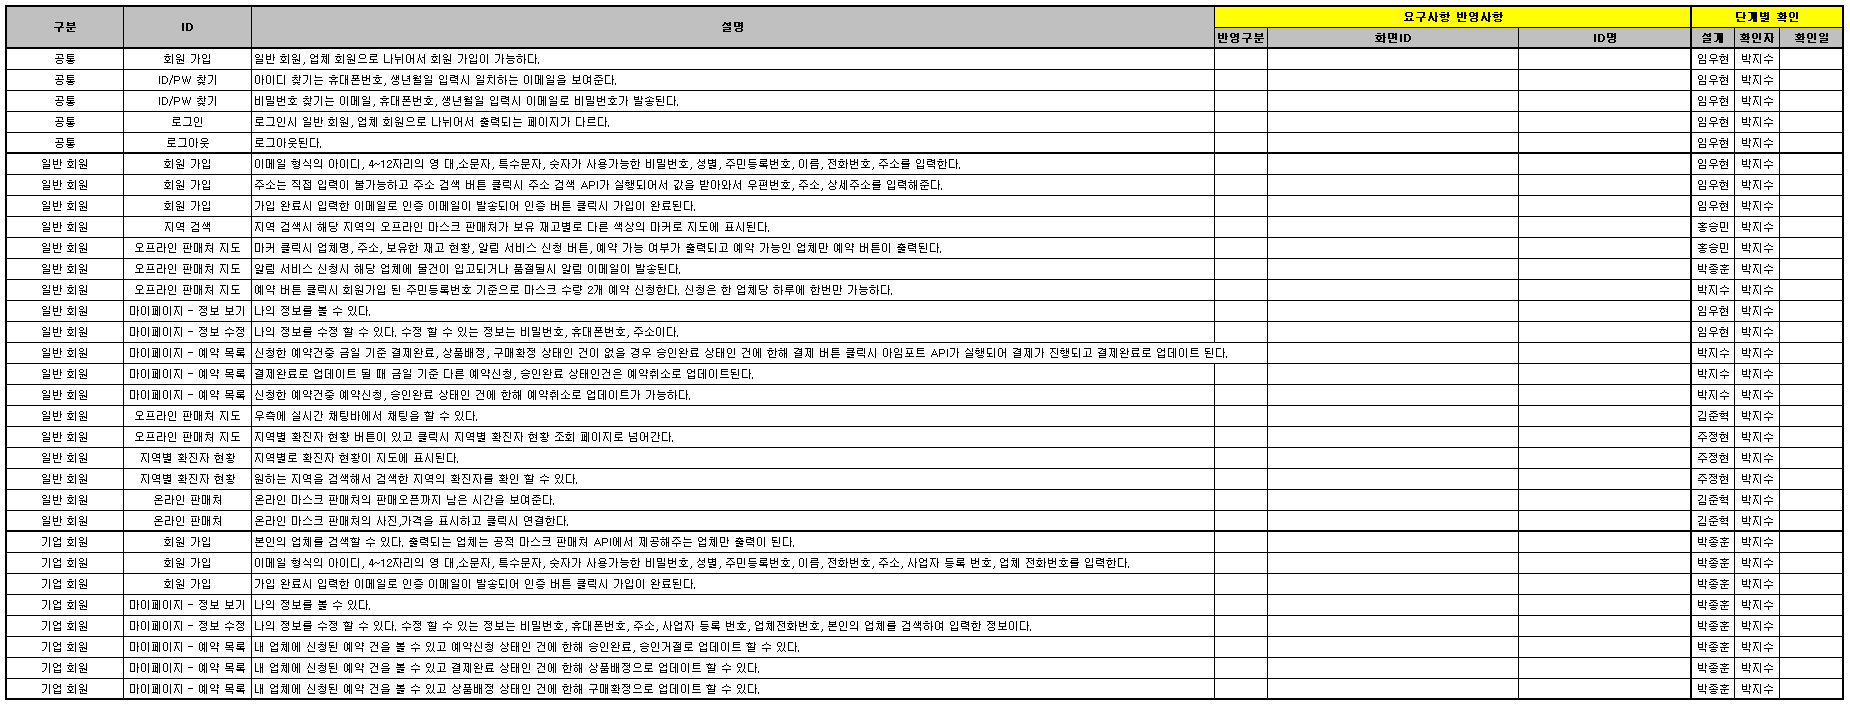 구분 ID 설명 요구사항 반영사항 단계별 확인
반영구분 화면ID ID명 설계 확인자 확인일
공통 회원 가입 일반 회원, 업체 회원으로 나뉘어서 회원 가입이 가능하다. 임우현 박지수
공통 ID/PW 찾기 아이디 찾기는 휴대폰번호, 생년월일 입력시 일치하는 이메일을 보여준다. 임우현 박지수
공통 ID/PW 찾기 비밀번호 찾기는 이메일, 휴대폰번호, 생년월일 입력시 이메일로 비밀번호가 발송된다. 임우현 박지수
공통 로그인 로그인시 일반 회원, 업체 회원으로 나뉘어서 출력되는 페이지가 다르다. 임우현 박지수
공통 로그아웃 로그아웃된다. 임우현 박지수
일반 회원 회원 가입 이메일 형식의 아이디, 4~12자리의 영 대,소문자, 특수문자, 숫자가 사용가능한 비밀번호, 성별, 주민등록번호, 이름, 전화번호, 주소를 입력한다. 임우현 박지수
일반 회원 회원 가입 주소는 직접 입력이 불가능하고 주소 검색 버튼 클릭시 주소 검색 API가 실행되어서 값을 받아와서 우편번호, 주소, 상세주소를 입력해준다. 임우현 박지수
일반 회원 회원 가입 가입 완료시 입력한 이메일로 인증 이메일이 발송되어 인증 버튼 클릭시 가입이 완료된다. 임우현 박지수
일반 회원 지역 검색 지역 검색시 해당 지역의 오프라인 마스크 판매처가 보유 재고별로 다른 색상의 마커로 지도에 표시된다. 홍승민 박지수
일반 회원 오프라인 판매처 지도 마커 클릭시 업체명, 주소, 보유한 재고 현황, 알림 서비스 신청 버튼, 예약 가능 여부가 출력되고 예약 가능인 업체만 예약 버튼이 출력된다. 홍승민 박지수
일반 회원 오프라인 판매처 지도 알림 서비스 신청시 해당 업체에 물건이 입고되거나 품절될시 알림 이메일이 발송된다. 박종훈 박지수
일반 회원 오프라인 판매처 지도 예약 버튼 클릭시 회원가입 된 주민등록번호 기준으로 마스크 수량 2개 예약 신청한다. 신청은 한 업체당 하루에 한번만 가능하다. 박지수 박지수
일반 회원 마이페이지 - 정보 보기 나의 정보를 볼 수 있다. 임우현 박지수
일반 회원 마이페이지 - 정보 수정 나의 정보를 수정 할 수 있다. 수정 할 수 있는 정보는 비밀번호, 휴대폰번호, 주소이다. 임우현 박지수
일반 회원 마이페이지 - 예약 목록 신청한 예약건중 금일 기준 결제완료, 상품배정, 구매확정 상태인 건이 없을 경우 승인완료 상태인 건에 한해 결제 버튼 클릭시 아임포트 API가 실행되어 결제가 진행되고 결제완료로 업데이트 된다. 박지수 박지수
일반 회원 마이페이지 - 예약 목록 결제완료로 업데이트 될 때 금일 기준 다른 예약신청, 승인완료 상태인건은 예약취소로 업데이트된다. 박지수 박지수
일반 회원 마이페이지 - 예약 목록 신청한 예약건중 예약신청, 승인완료 상태인 건에 한해 예약취소로 업데이트가 가능하다. 박지수 박지수
일반 회원 오프라인 판매처 지도 우측에 실시간 채팅바에서 채팅을 할 수 있다. 김준혁 박지수
일반 회원 오프라인 판매처 지도 지역별 확진자 현황 버튼이 있고 클릭시 지역별 확진자 현황 조회 페이지로 넘어간다. 주정현 박지수
일반 회원 지역별 확진자 현황 지역별로 확진자 현황이 지도에 표시된다. 주정현 박지수
일반 회원 지역별 확진자 현황 원하는 지역을 검색해서 검색한 지역의 확진자를 확인 할 수 있다. 주정현 박지수
일반 회원 온라인 판매처 온라인 마스크 판매처의 판매오픈까지 남은 시간을 보여준다. 김준혁 박지수
일반 회원 온라인 판매처 온라인 마스크 판매처의 사진,가격을 표시하고 클릭시 연결한다. 김준혁 박지수
기업 회원 회원 가입 본인의 업체를 검색할 수 있다. 출력되는 업체는 공적 마스크 판매처 API에서 제공해주는 업체만 출력이 된다. 박종훈 박지수
기업 회원 회원 가입 이메일 형식의 아이디, 4~12자리의 영 대,소문자, 특수문자, 숫자가 사용가능한 비밀번호, 성별, 주민등록번호, 이름, 전화번호, 주소, 사업자 등록 번호, 업체 전화번호를 입력한다. 박종훈 박지수
기업 회원 회원 가입 가입 완료시 입력한 이메일로 인증 이메일이 발송되어 인증 버튼 클릭시 가입이 완료된다. 박종훈 박지수
기업 회원 마이페이지 - 정보 보기 나의 정보를 볼 수 있다. 박종훈 박지수
기업 회원 마이페이지 - 정보 수정 나의 정보를 수정 할 수 있다. 수정 할 수 있는 정보는 비밀번호, 휴대폰번호, 주소, 사업자 등록 번호, 업체전화번호, 본인의 업체를 검색하여 입력한 정보이다. 박종훈 박지수
기업 회원 마이페이지 - 예약 목록 내 업체에 신청된 예약 건을 볼 수 있고 예약신청 상태인 건에 한해 승인완료, 승인거절로 업데이트 할 수 있다. 박종훈 박지수
기업 회원 마이페이지 - 예약 목록 내 업체에 신청된 예약 건을 볼 수 있고 결제완료 상태인 건에 한해 상품배정으로 업데이트 할 수 있다. 박종훈 박지수
기업 회원 마이페이지 - 예약 목록 내 업체에 신청된 예약 건을 볼 수 있고 상품배정 상태인 건에 한해 구매확정으로 업데이트 할 수 있다. 박종훈 박지수